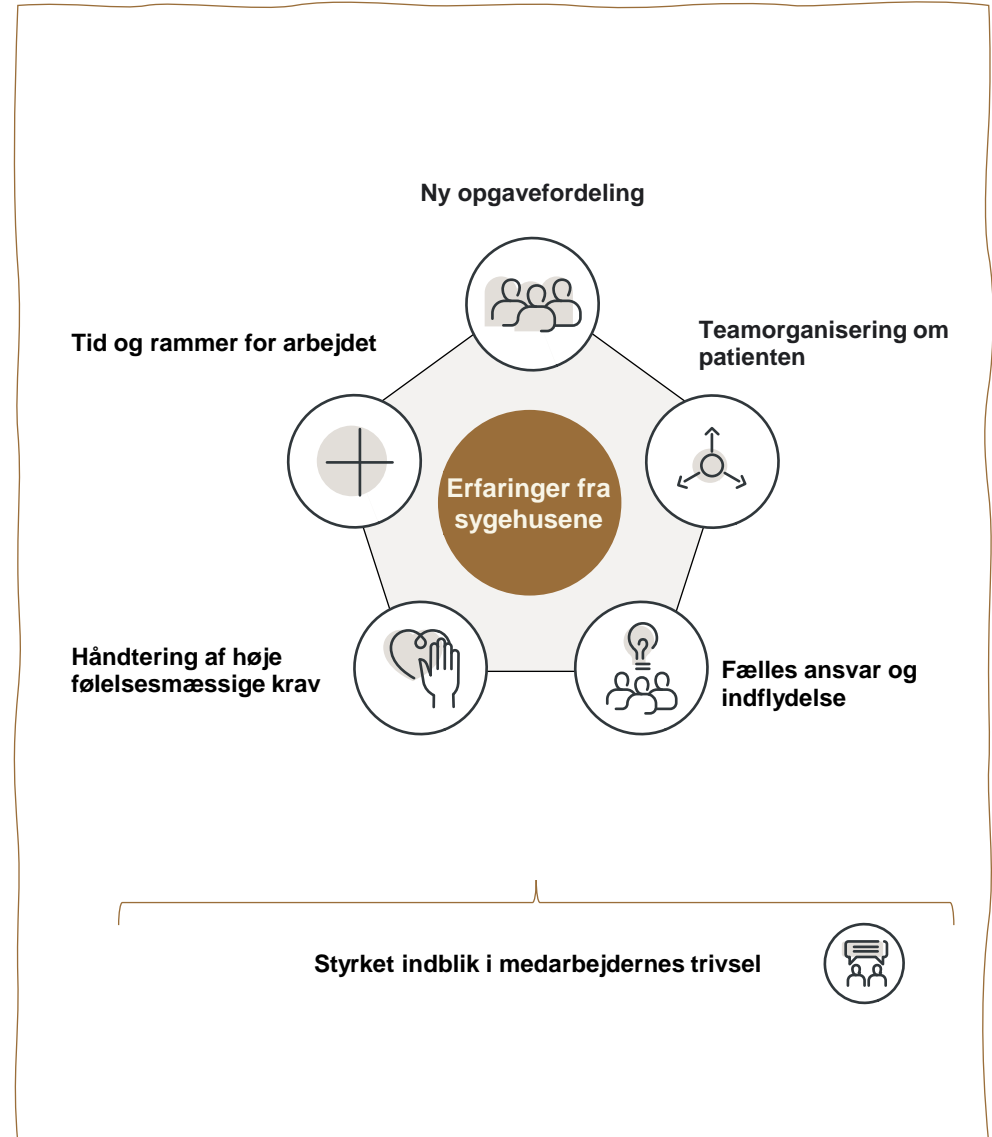 Ny opgavefordeling
Tid og rammer for arbejdet
Teamorganisering om
patienten
Erfaringer fra
sygehusene
Håndtering af høje
følelsesmæssige krav
Fælles ansvar og
indflydelse
Styrket indblik i medarbejdernes trivsel